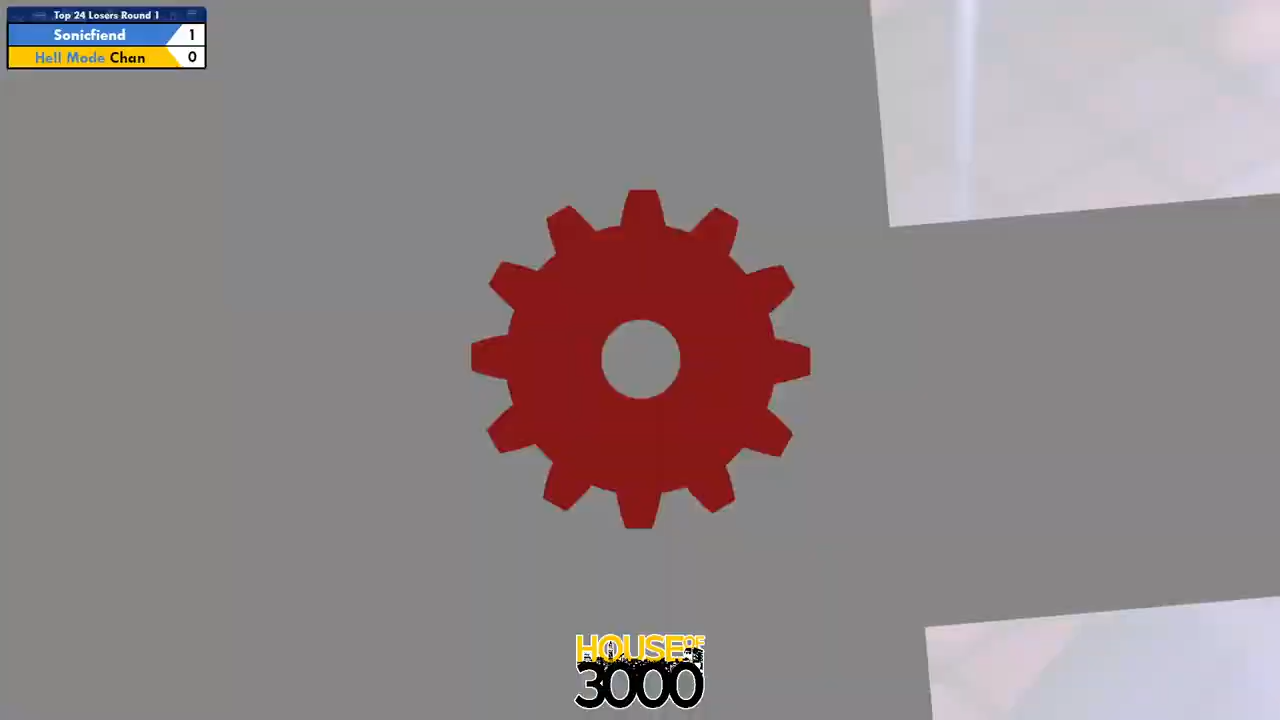 Top 24 Losers Round 1
Sonicfiend 1
Hell Mode Chan 0
HOUSE OF
3000